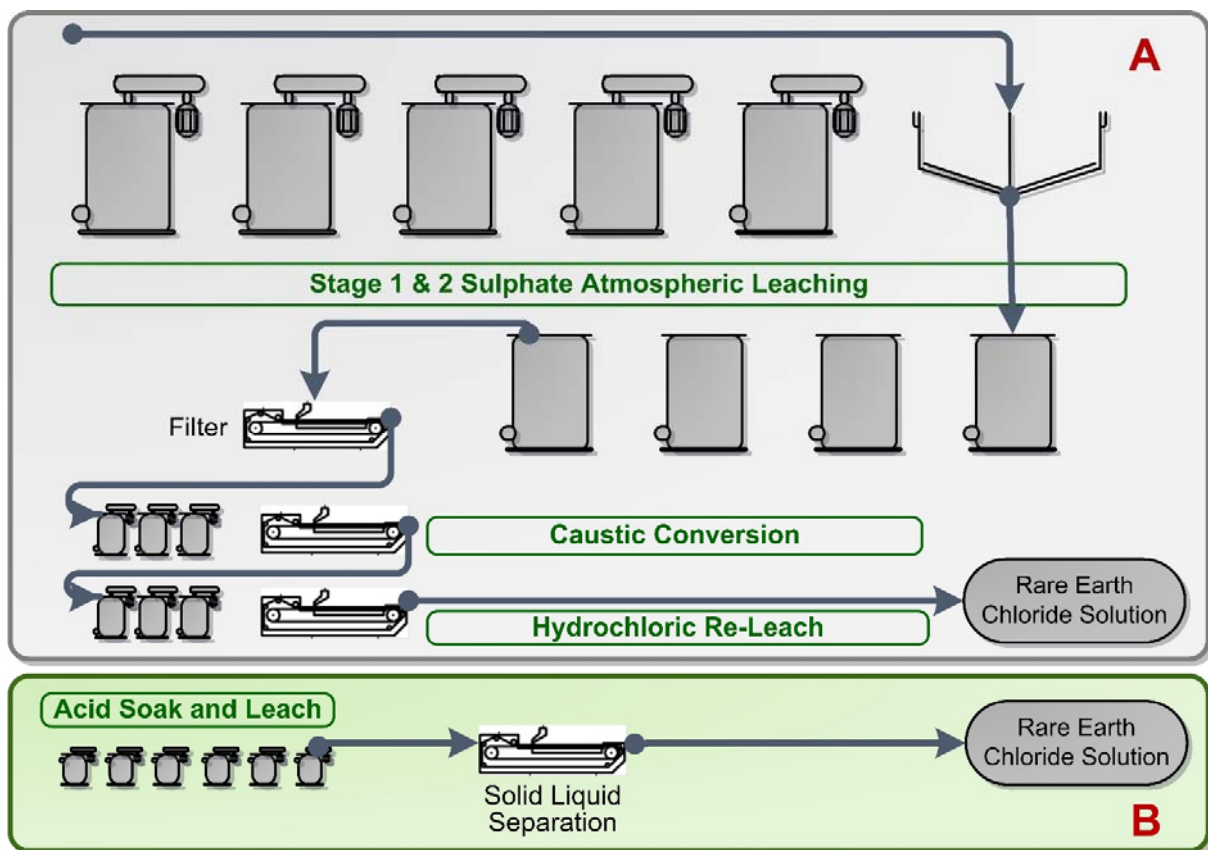 A
Stage 1 & 2 Sulphate Atmospheric Leaching
Filter
Caustic Conversion
Hydrochloric Re-Leach
Rare Earth
Chloride Solution
Acid Soak and Leach
Solid Liquid
Separation
Rare Earth
Chloride Solution
B